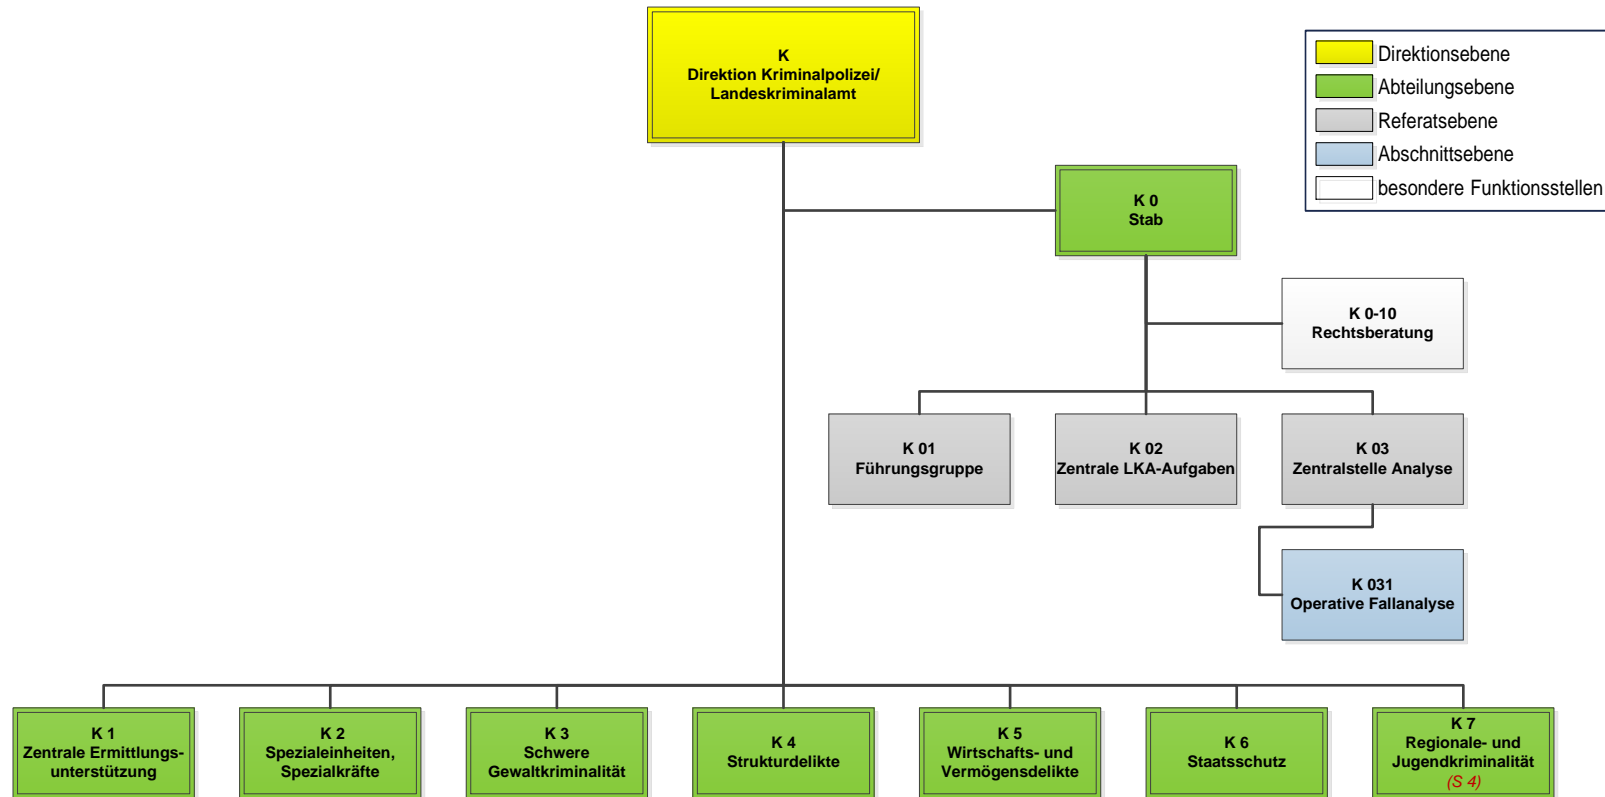 K
Direktion Kriminalpolizei/
Landeskriminalamt
Direktionsebene
Abteilungsebene
Referatsebene
Abschnittsebene
besondere Funktionsstellen
K 0
Stab
K 0-10
Rechtsberatung
K 01
Führungsgruppe
K 02
Zentrale LKA-Aufgaben
K 03
Zentralstelle Analyse
K 031
Operative Fallanalyse
K 1
Zentrale Ermittlungs-
unterstützung
K 2
Spezialeinheiten,
Spezialkräfte
K 3
Schwere
Gewaltkriminalität
K 4
Strukturdelikte
K 5
Wirtschafts- und
Vermögensdelikte
K 6
Staatsschutz
K 7
Regionale- und
Jugendkriminalität
(S 4)